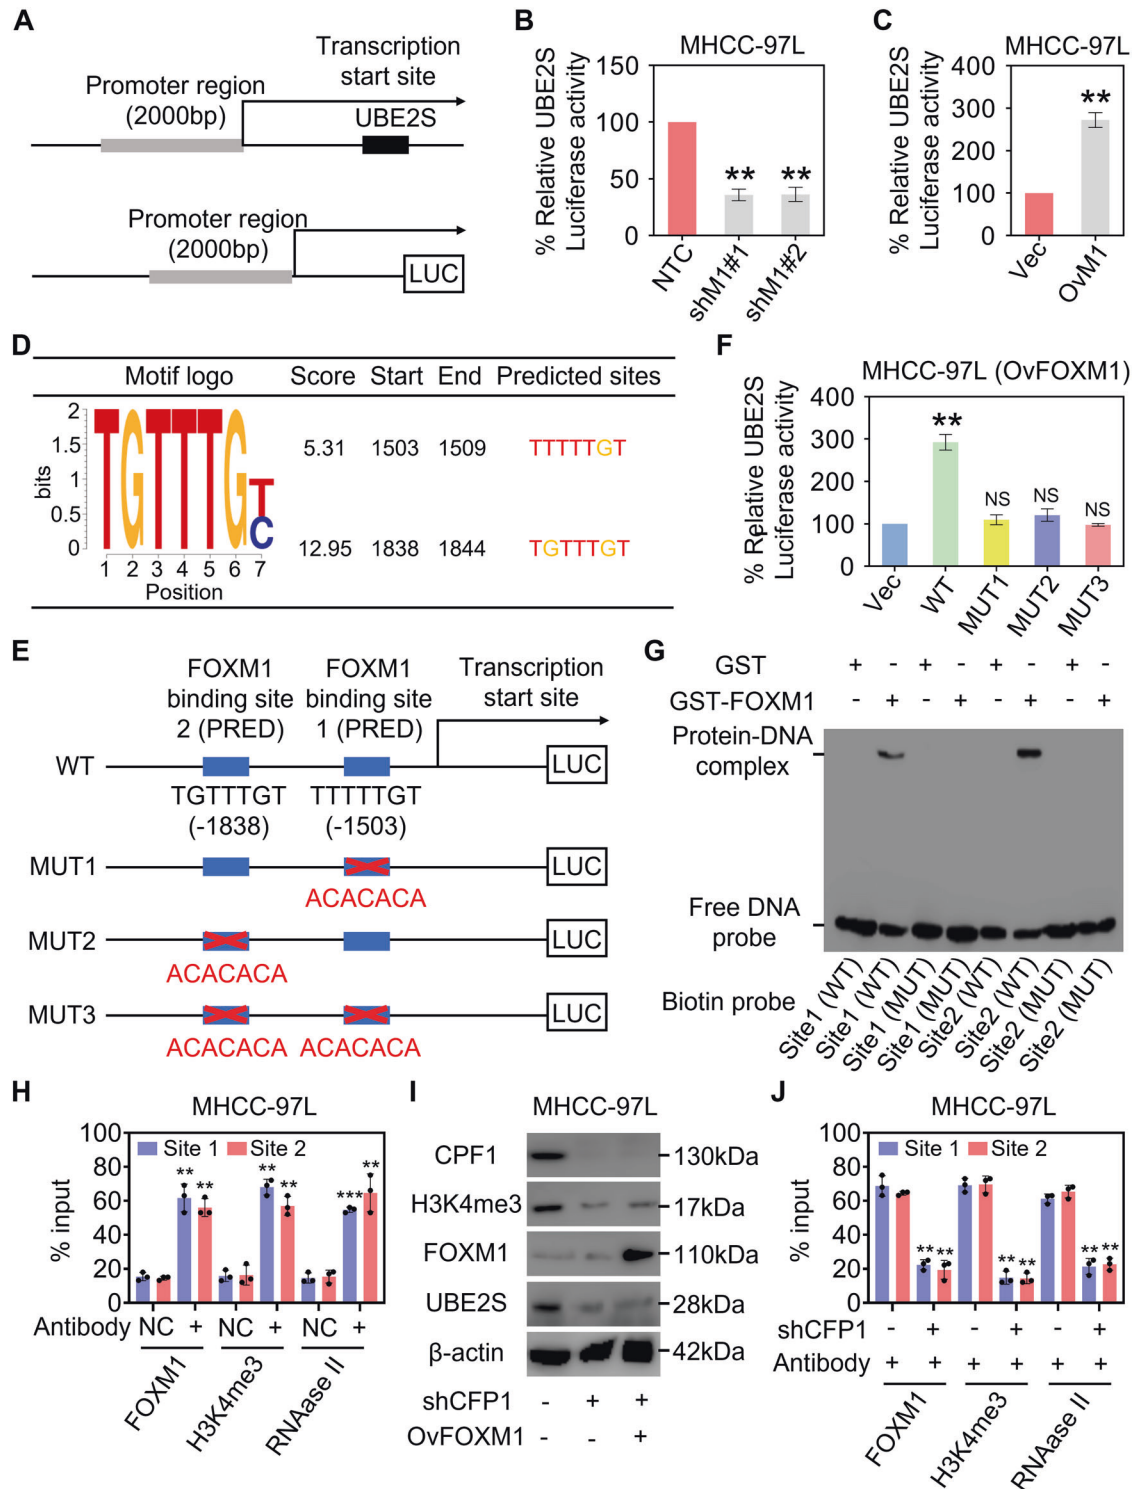 A
Transcription
start site
Promoter region
(2000bp)
UBE2S
Promoter region
(2000bp)
LUC
B
MHCC-97L
% Relative UBE2S
Luciferase activity
150
100
50
0
**
**
NTC
shM1#1
shM1#2
C
MHCC-97L
% Relative UBE2S
Luciferase activity
400
300
200
100
0
**
Vec
OvM1
D
Motif logo
Score
Start
End
Predicted sites
bits
2
1.5
1
0.5
0
TGTTTGT
C
1 2 3 4 5 6 7
Position
5.31 1503 1509 TTTTTGT
12.95 1838 1844 TGTTTGT
F
MHCC-97L (OvFOXM1)
% Relative UBE2S
Luciferase activity
400
300
200
100
0
**
NS
NS
NS
Vec
WT
MUT1
MUT2
MUT3
E
FOXM1
binding site
2 (PRED)
FOXM1
binding site
1 (PRED)
Transcription
start site
WT
LUC
TGTTTGT
(-1838)
TTTTTGT
(-1503)
MUT1
LUC
ACACACA
MUT2
LUC
ACACACA
MUT3
LUC
ACACACA ACACACA
G
GST + - + - + - + -
GST-FOXM1 - + - + - + - +
Protein-DNA
complex
Free DNA
probe
Biotin probe
Site1 (WT)
Site1 (WT)
Site1 (MUT)
Site1 (MUT)
Site2 (WT)
Site2 (WT)
Site2 (MUT)
Site2 (MUT)
H
MHCC-97L
% input
100
80
60
40
20
0
Site 1
Site 2
**
**
**
**
***
**
Antibody NC + NC + NC +
FOXM1
H3K4me3
RNAase II
I
MHCC-97L
CPF1
130kDa
H3K4me3
17kDa
FOXM1
110kDa
UBE2S
28kDa
β-actin
42kDa
shCFP1 - + +
OvFOXM1 - - +
J
MHCC-97L
% input
100
80
60
40
20
0
Site 1
Site 2
**
**
**
**
**
**
shCFP1 - + - + - +
Antibody + + + + + +
FOXM1
H3K4me3
RNAase II